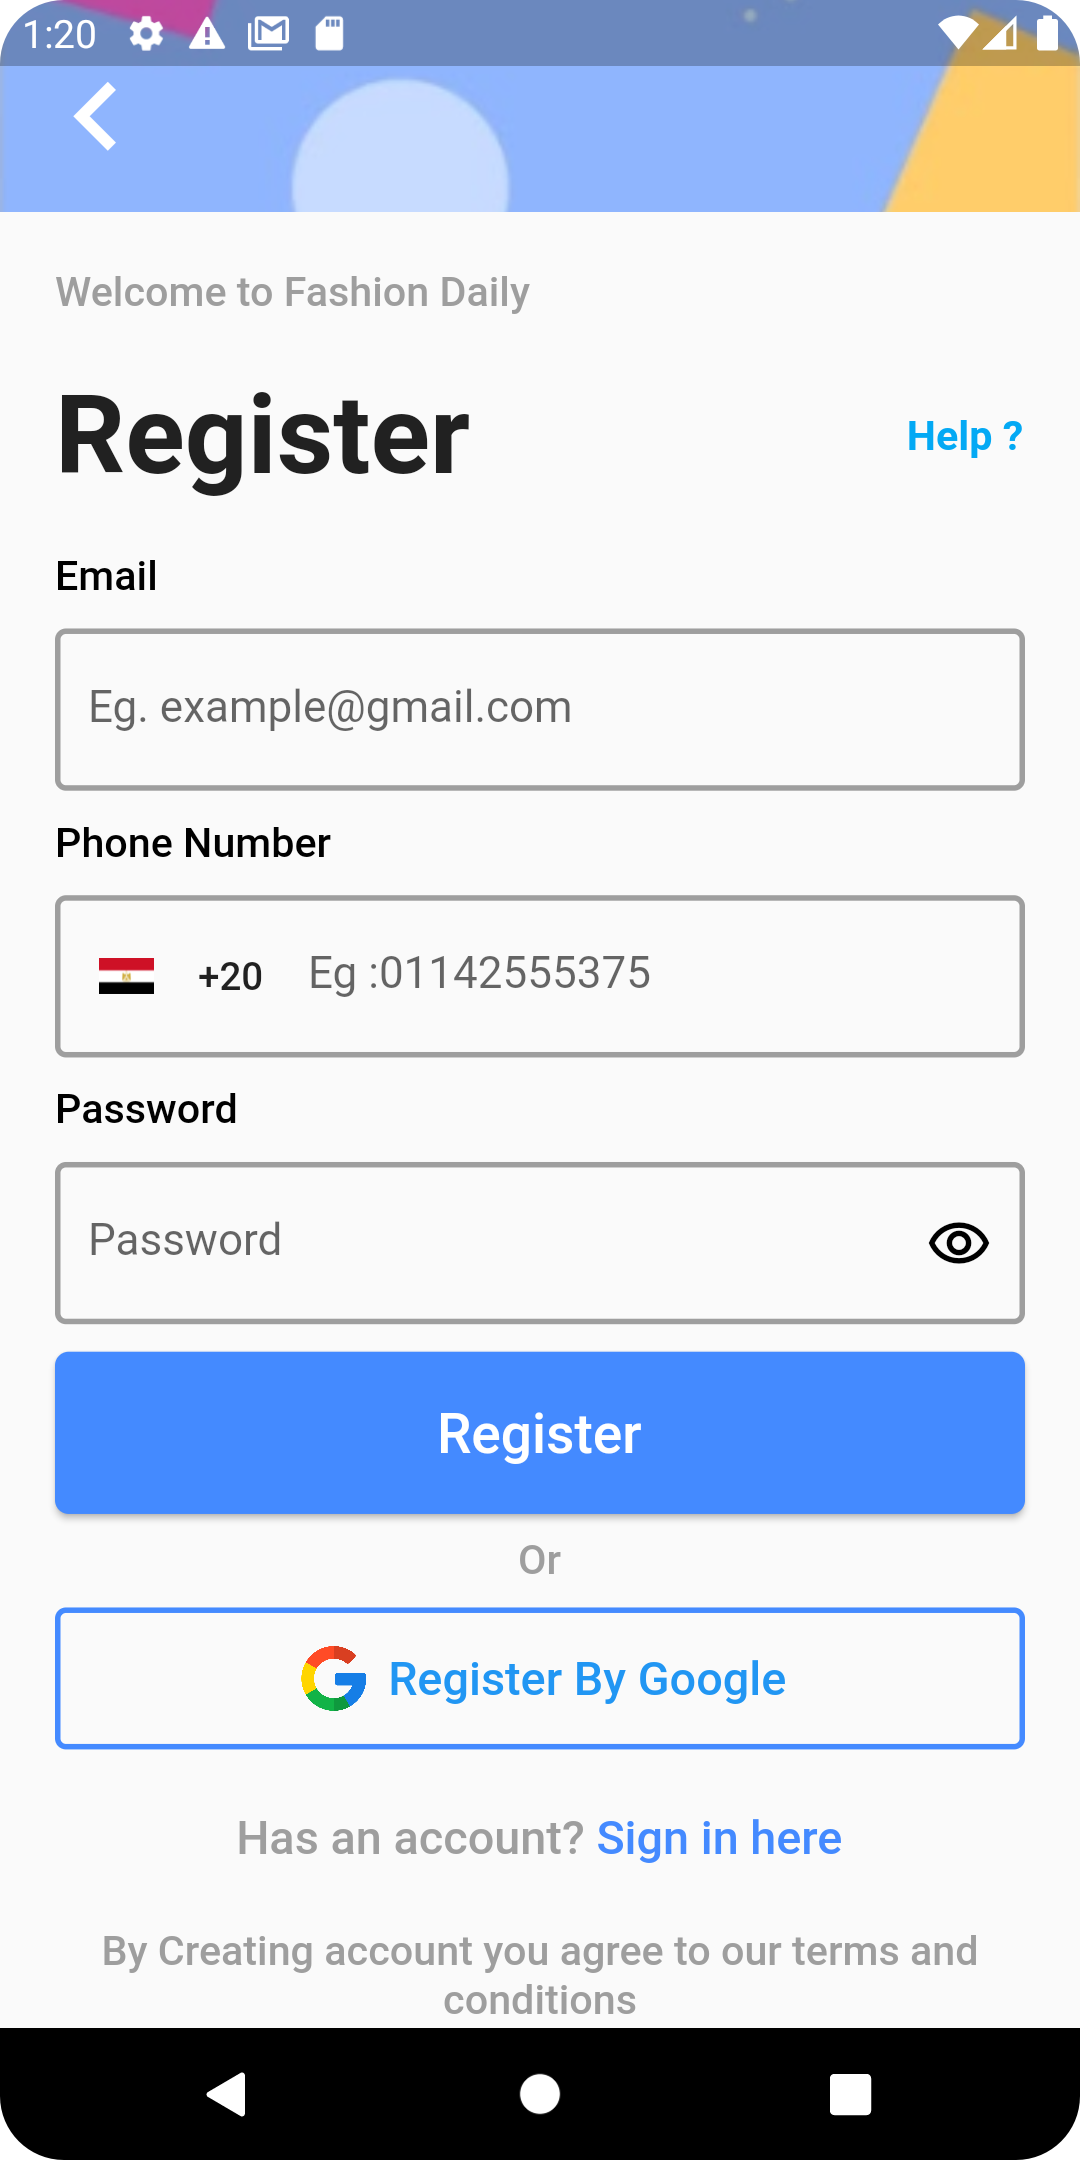 1:20
Welcome to Fashion Daily
Register
Help ?
Email
Eg. example@gmail.com
Phone Number
+20 Eg :01142555375
Password
Password
Register
Or
Register By Google
Has an account? Sign in here
By Creating account you agree to our terms and
conditions